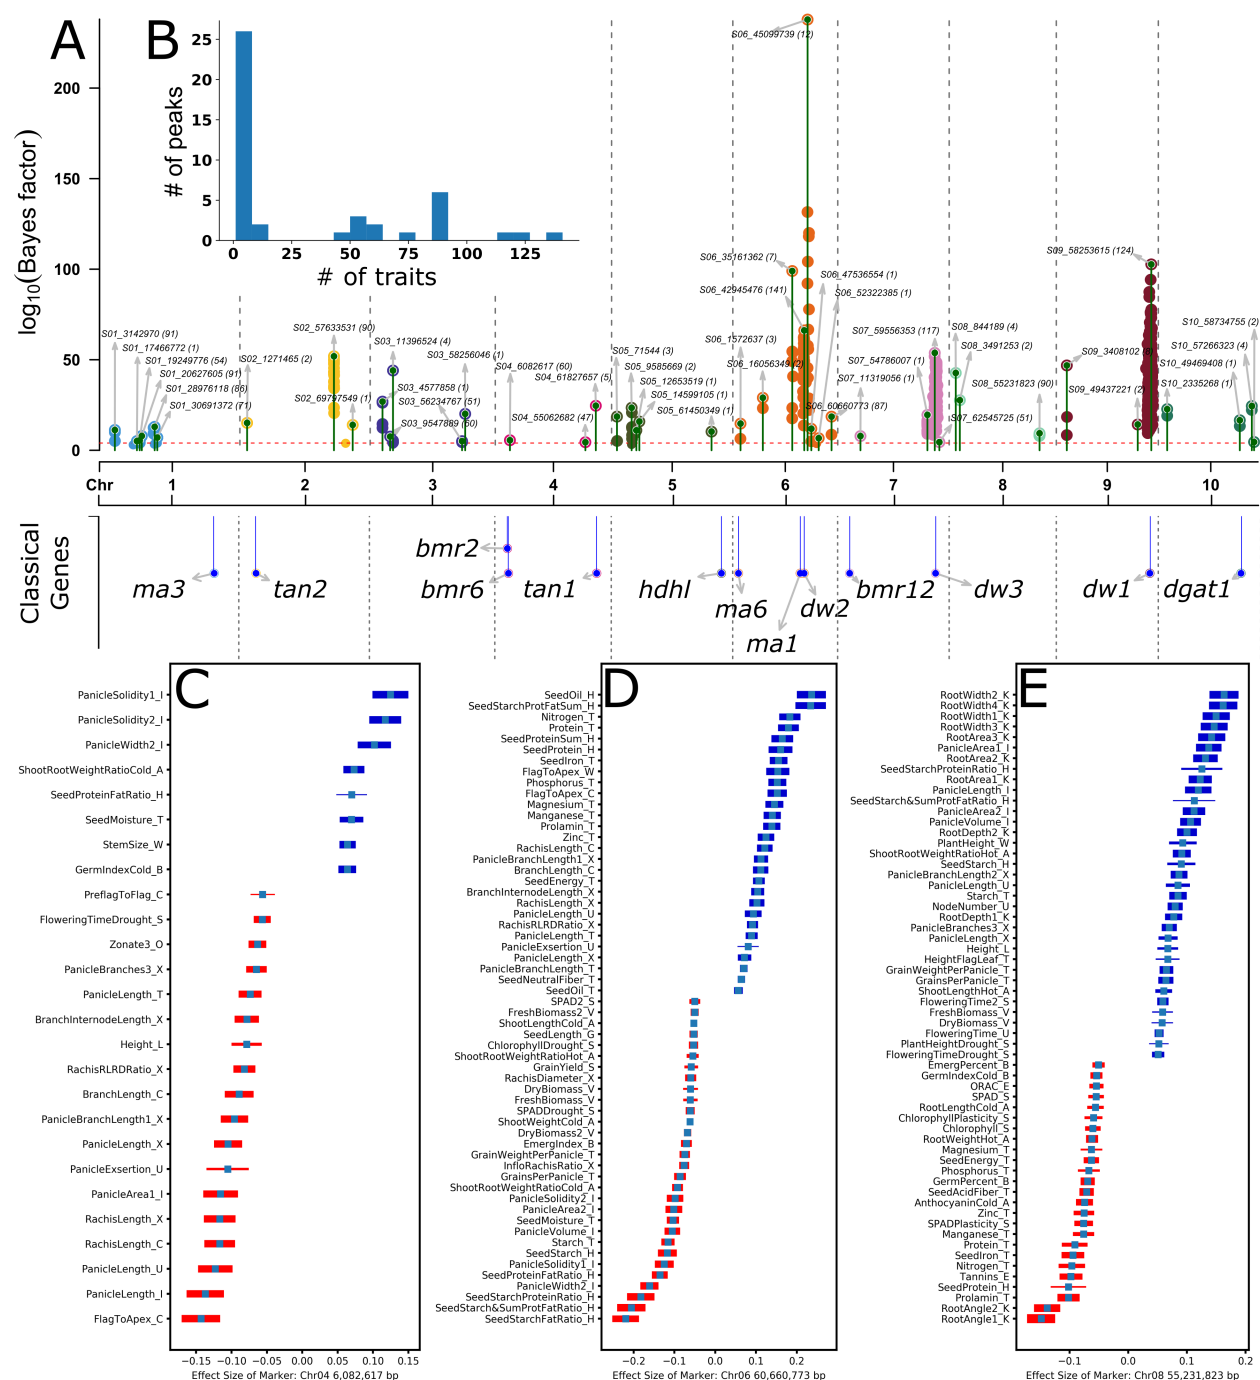 A
B
log10(Bayes factor)
200
150
100
50
0
# of peaks
25
20
15
10
5
0
0 25 50 75 100 125
# of traits
S06_45099739 (12)
S06_35161362 (7)
S06_42945476 (141)
S06_47536554 (1)
S06_52322385 (1)
S09_58253615 (124)
S01_3142970 (91)
S01_17466772 (1)
S01_19249776 (54)
S01_20627605 (91)
S01_28976118 (86)
S01_30691372 (71)
S02_1271465 (2)
S02_57633531 (90)
S02_69797549 (1)
S03_11396524 (4)
S03_58256046 (1)
S03_4577858 (1)
S03_56234767 (51)
S03_9547889 (60)
S04_6082617 (60)
S04_61827657 (5)
S04_55062682 (47)
S05_71544 (3)
S05_9585669 (2)
S05_12653519 (1)
S05_14599105 (1)
S05_61450349 (1)
S06_1572637 (3)
S06_16056349 (2)
S06_60660773 (87)
S07_59556353 (117)
S07_54786007 (1)
S07_11319056 (1)
S07_62545725 (51)
S08_844189 (4)
S08_3491253 (2)
S08_55231823 (90)
S09_3408102
S09_49437221 (2)
S10_58734755 (2)
S10_57266323 (4)
S10_49469408 (1)
S10_2335268 (1)
Chr 1 2 3 4 5 6 7 8 9 10
Classical
Genes
ma3
tan2
bmr2
bmr6
tan1
hdhl
ma6
ma1
dw2
bmr12
dw3
dw1
dgat1
C
PanicleSolidity1_I
PanicleSolidity2_I
PanicleWidth2_I
ShootRootWeightRatioCold_A
SeedProteinFatRatio_H
SeedMoisture_T
StemSize_W
GermIndexCold_B
PreflagToFlag_C
FloweringTimeDrought_S
Zonate3_O
PanicleBranches3_X
PanicleLength_T
BranchInternodeLength_X
Height_L
RachisRLRDRatio_X
BranchLength_C
PanicleBranchLength1_X
PanicleLength_X
PanicleExsertion_U
PanicleArea1_I
RachisLength_X
RachisLength_C
PanicleLength_U
PanicleLength_I
FlagToApex_C
−0.15 −0.10 −0.05 0.00 0.05 0.10 0.15
Effect Size of Marker: Chr04 6,082,617 bp
D
SeedOil_H
SeedStarchProtFatSum_H
Nitrogen_T
Protein_T
SeedProteinSum_H
SeedProtein_H
SeedIron_T
FlagToApex_W
Phosphorus_T
FlagToApex_C
Magnesium_T
Manganese_T
Prolamin_T
Zinc_T
RachisLength_C
PanicleBranchLength1_X
BranchLength_C
SeedEnergy_T
BranchInternodeLength_X
RachisLength_X
PanicleLength_U
RachisRLRDRatio_X
PanicleLength_T
PanicleExsertion_U
PanicleLength_X
PanicleBranchLength_T
SeedNeutralFiber_T
SeedOil_T
SPAD2_S
FreshBiomass2_V
ShootLengthCold_A
SeedLength_G
ChlorophyllDrought_S
ShootRootWeightRatioHot_A
GrainYield_S
RachisDiameter_X
DryBiomass_V
FreshBiomass_V
SPADDrought_S
ShootWeightCold_A
DryBiomass2_V
EmergIndex_B
GrainWeightPerPanicle_T
InfloRachisRatio_X
GrainsPerPanicle_T
ShootRootWeightRatioCold_A
PanicleSolidity2_I
PanicleArea2_I
SeedMoisture_T
PanicleVolume_I
Starch_T
SeedStarch_H
PanicleSolidity1_I
SeedProteinFatRatio_H
PanicleWidth2_I
SeedStarchProteinRatio_H
SeedStarch&SumProtFatRatio_H
SeedStarchFatRatio_H
−0.2 −0.1 0.0 0.1 0.2
Effect Size of Marker: Chr06 60,660,773 bp
E
RootWidth2_K
RootWidth4_K
RootWidth1_K
RootWidth3_K
RootArea3_K
PanicleArea1_I
RootArea2_K
SeedStarchProteinRatio_H
RootArea1_K
PanicleLength_I
SeedStarch&SumProtFatRatio_H
PanicleArea2_I
PanicleVolume_I
RootDepth2_K
PlantHeight_W
ShootRootWeightRatioHot_A
SeedStarch_H
PanicleBranchLength2_X
PanicleLength_U
Starch_T
NodeNumber_U
RootDepth1_K
PanicleBranches3_X
PanicleLength_X
Height_L
HeightFlagLeaf_T
GrainWeightPerPanicle_T
GrainsPerPanicle_T
ShootLengthHot_A
FloweringTime2_S
FreshBiomass_V
DryBiomass_V
FloweringTime_U
PlantHeightDrought_S
FloweringTimeDrought_S
EmergPercent_B
GermIndexCold_B
ORAC_E
SPAD_S
RootLengthCold_A
ChlorophyllPlasticity_S
Chlorophyll_S
RootWeightHot_A
Magnesium_T
SeedEnergy_T
Phosphorus_T
GermPercent_B
SeedAcidFiber_T
AnthocyaninCold_A
Zinc_T
SPADPlasticity_S
Manganese_T
Protein_T
SeedIron_T
Nitrogen_T
Tannins_E
SeedProtein_H
Prolamin_T
RootAngle2_K
RootAngle1_K
−0.1 0.0 0.1 0.2
Effect Size of Marker: Chr08 55,231,823 bp